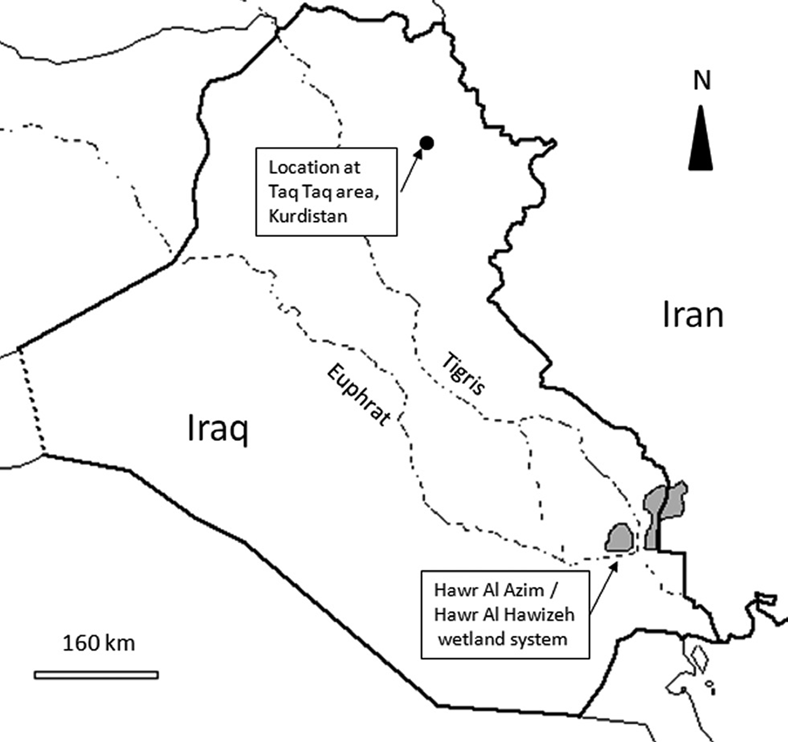 N
Location at
Taq Taq area,
Kurdistan
Iran
Tigris
Euphrat
Iraq
Hawr Al Azim /
Hawr Al Hawizeh
wetland system
160 km